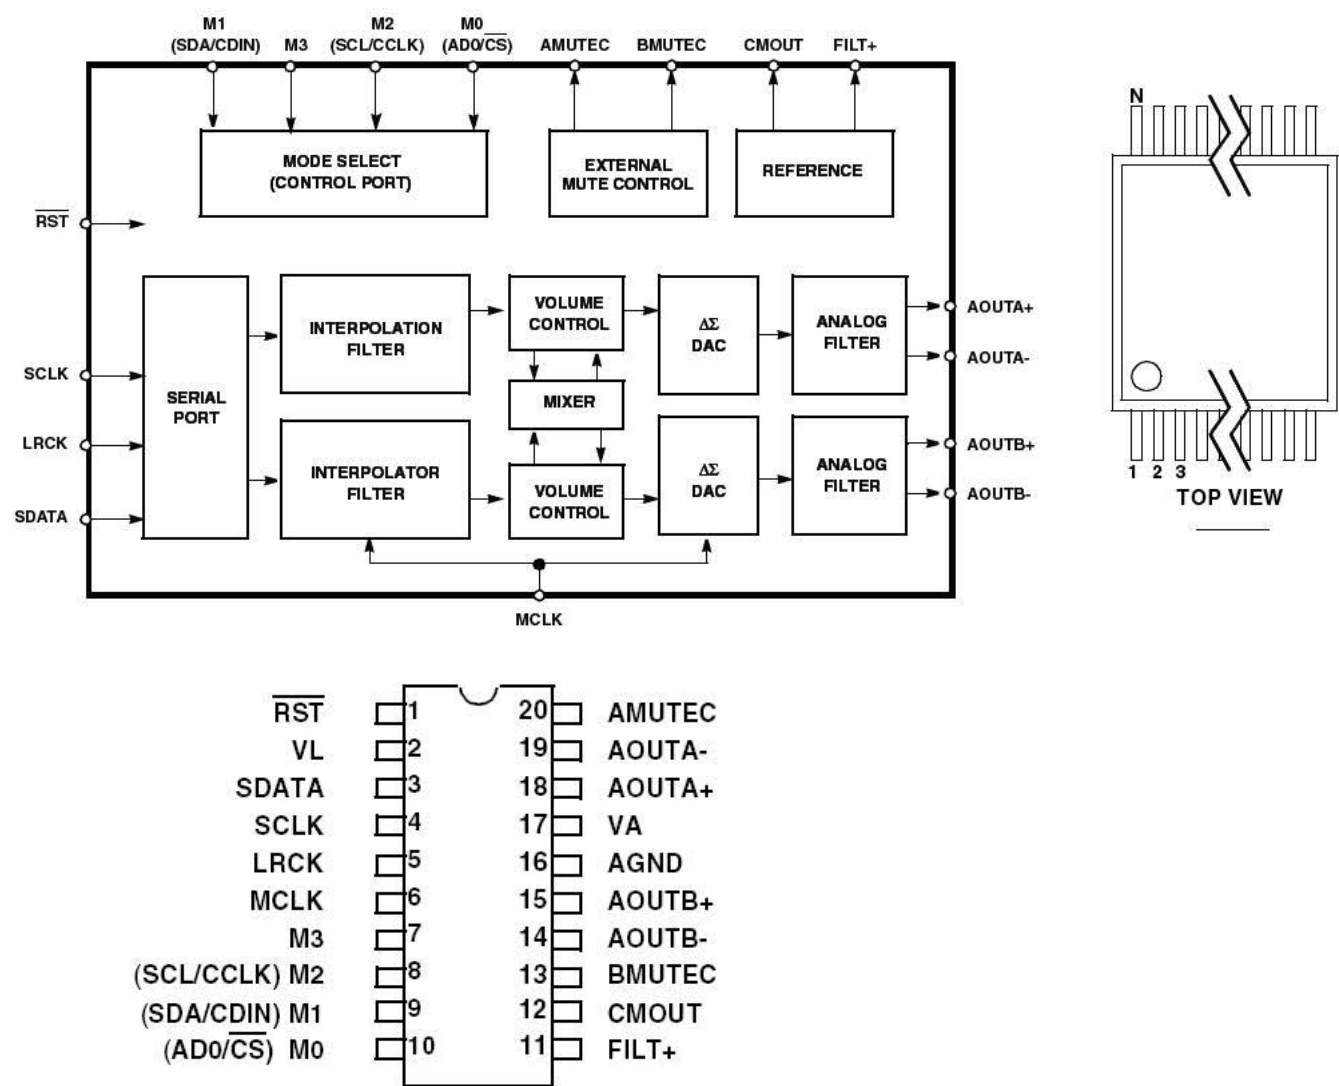 M1
(SDA/CDIN)
M3
M2
(SCL/CCLK)
M0
(AD0/CS)
AMUTEC
BMUTEC
CMOUT
FILT+
MODE SELECT
(CONTROL PORT)
EXTERNAL
MUTE CONTROL
REFERENCE
RST
SCLK
LRCK
SDATA
SERIAL
PORT
INTERPOLATION
FILTER
VOLUME
CONTROL
ΔΣ
DAC
ANALOG
FILTER
AOUTA+
AOUTA-
MIXER
INTERPOLATOR
FILTER
VOLUME
CONTROL
ΔΣ
DAC
ANALOG
FILTER
AOUTB+
AOUTB-
MCLK
N
1 2 3
TOP VIEW
RST 1 20 AMUTEC
VL 2 19 AOUTA-
SDATA 3 18 AOUTA+
SCLK 4 17 VA
LRCK 5 16 AGND
MCLK 6 15 AOUTB+
M3 7 14 AOUTB-
(SCL/CCLK) M2 8 13 BMUTEC
(SDA/CDIN) M1 9 12 CMOUT
(AD0/CS) M0 10 11 FILT+